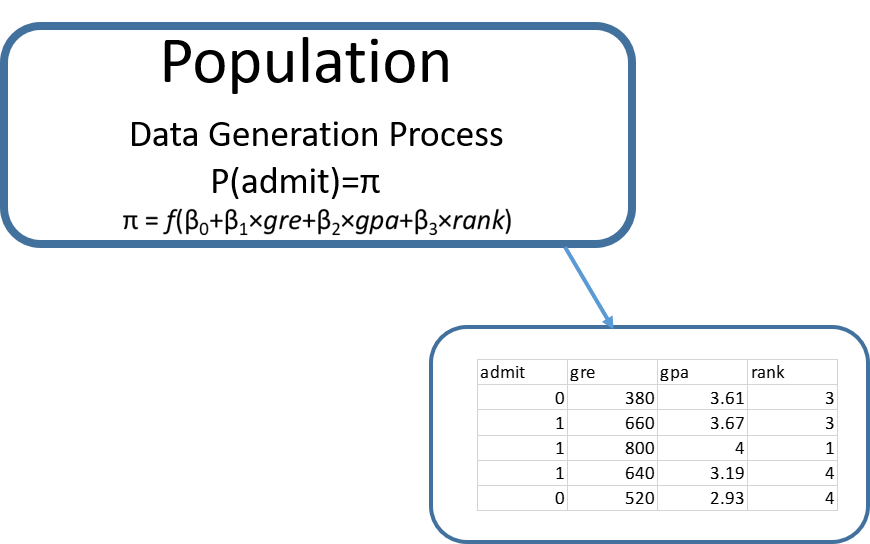 Population
Data Generation Process
P(admit)=π
π = f(β₀+β₁×gre+β₂×gpa+β₃×rank)
admit gre gpa rank
0 380 3.61 3
1 660 3.67 3
1 800 4 1
1 640 3.19 4
0 520 2.93 4